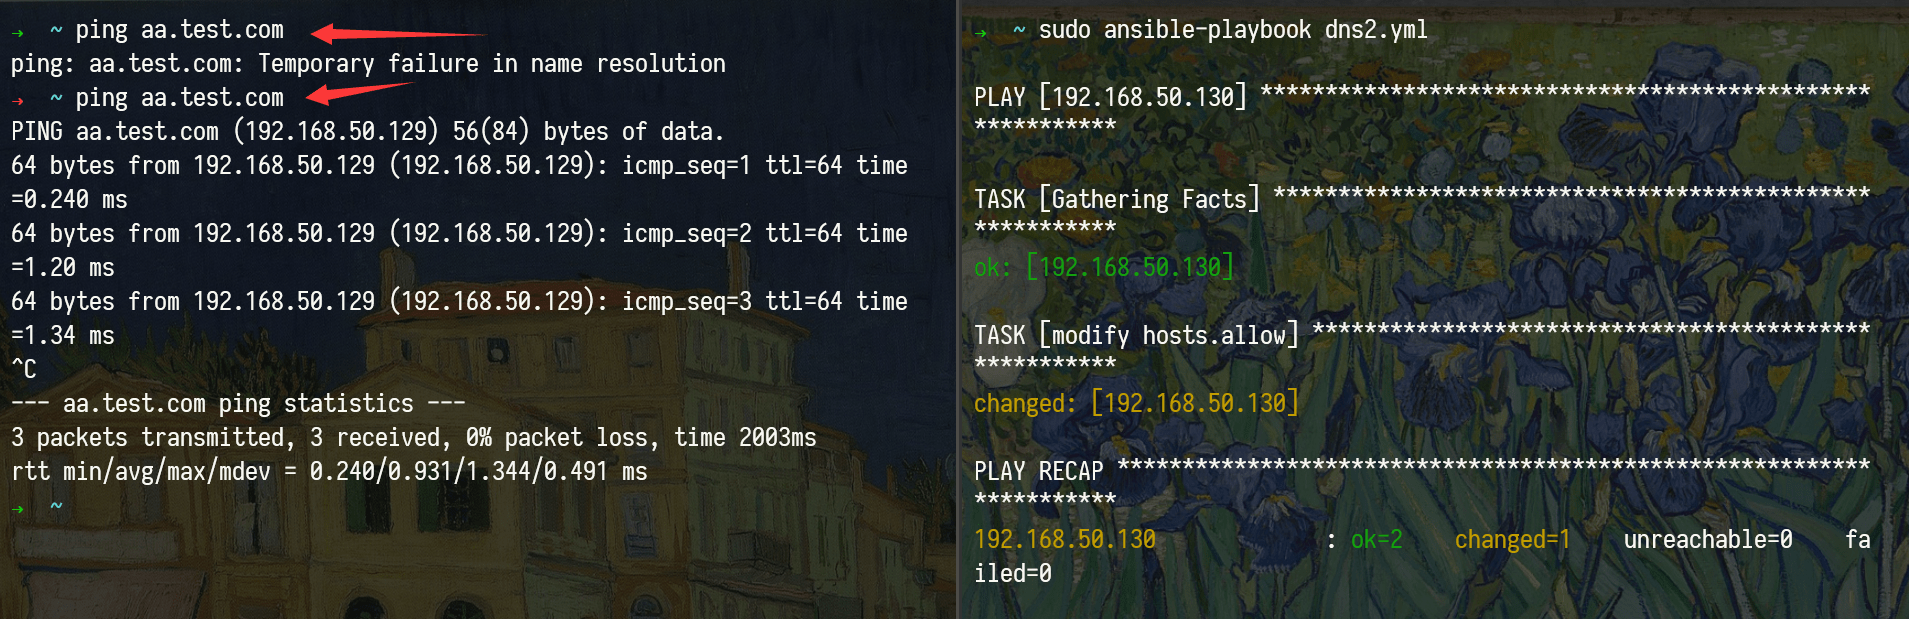 → ~ ping aa.test.com
ping: aa.test.com: Temporary failure in name resolution
→ ~ ping aa.test.com
PING aa.test.com (192.168.50.129) 56(84) bytes of data.
64 bytes from 192.168.50.129 (192.168.50.129): icmp_seq=1 ttl=64 time
=0.240 ms
64 bytes from 192.168.50.129 (192.168.50.129): icmp_seq=2 ttl=64 time
=1.20 ms
64 bytes from 192.168.50.129 (192.168.50.129): icmp_seq=3 ttl=64 time
=1.34 ms
^C
--- aa.test.com ping statistics ---
3 packets transmitted, 3 received, 0% packet loss, time 2003ms
rtt min/avg/max/mdev = 0.240/0.931/1.344/0.491 ms
→ ~
→ ~ sudo ansible-playbook dns2.yml
PLAY [192.168.50.130] ***********************************************
***********
TASK [Gathering Facts] **********************************************
***********
ok: [192.168.50.130]
TASK [modify hosts.allow] *******************************************
***********
changed: [192.168.50.130]
PLAY RECAP **********************************************************
***********
192.168.50.130 : ok=2 changed=1 unreachable=0 fa
iled=0